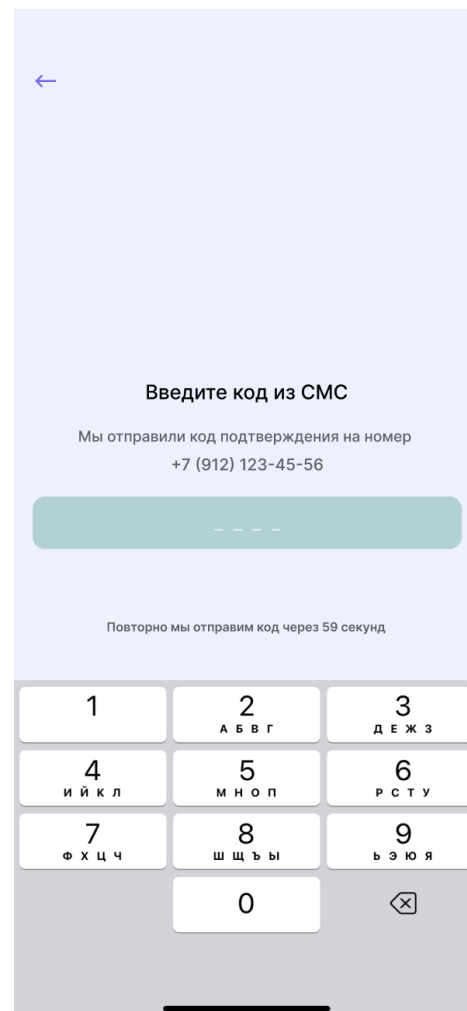 Введите код из СМС
Мы отправили код подтверждения на номер
+7 (912) 123-45-56
_ _ _ _
Повторно мы отправим код через 59 секунд
1 2 3
А Б В Г Д Е Ж З
4 5 6
И Й К Л М Н О П Р С Т У
7 8 9
Ф Х Ц Ч Ш Щ Ъ Ы Ь Э Ю Я
0